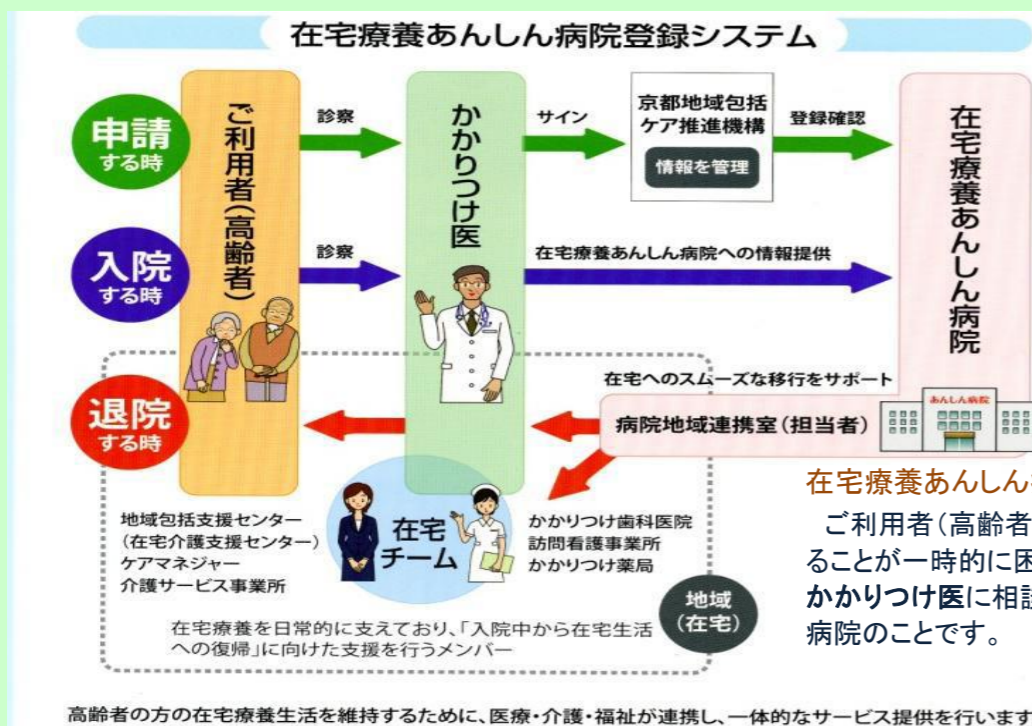 在宅療養あんしん病院登録システム
申請
する時
ご利用者(高齢者)
診察
かかりつけ医
サイン
京都地域包括
ケア推進機構
情報を管理
登録確認
在宅療養あんしん病院
入院
する時
診察
在宅療養あんしん病院への情報提供
在宅へのスムーズな移行をサポート
退院
する時
病院地域連携室(担当者)
あんしん病院
地域包括支援センター
(在宅介護支援センター)
ケアマネジャー
介護サービス事業所
在宅
チーム
かかりつけ歯科医院
訪問看護事業所
かかりつけ薬局
地域
(在宅)
在宅療養を日常的に支えており、「入院中から在宅生活
への復帰」に向けた支援を行うメンバー
在宅療養あんしん
ご利用者(高齢者
ることが一時的に困
かかりつけ医に相談
病院のことです。
高齢者の方の在宅療養生活を維持するために、医療・介護・福祉が連携し、一体的なサービス提供を行います